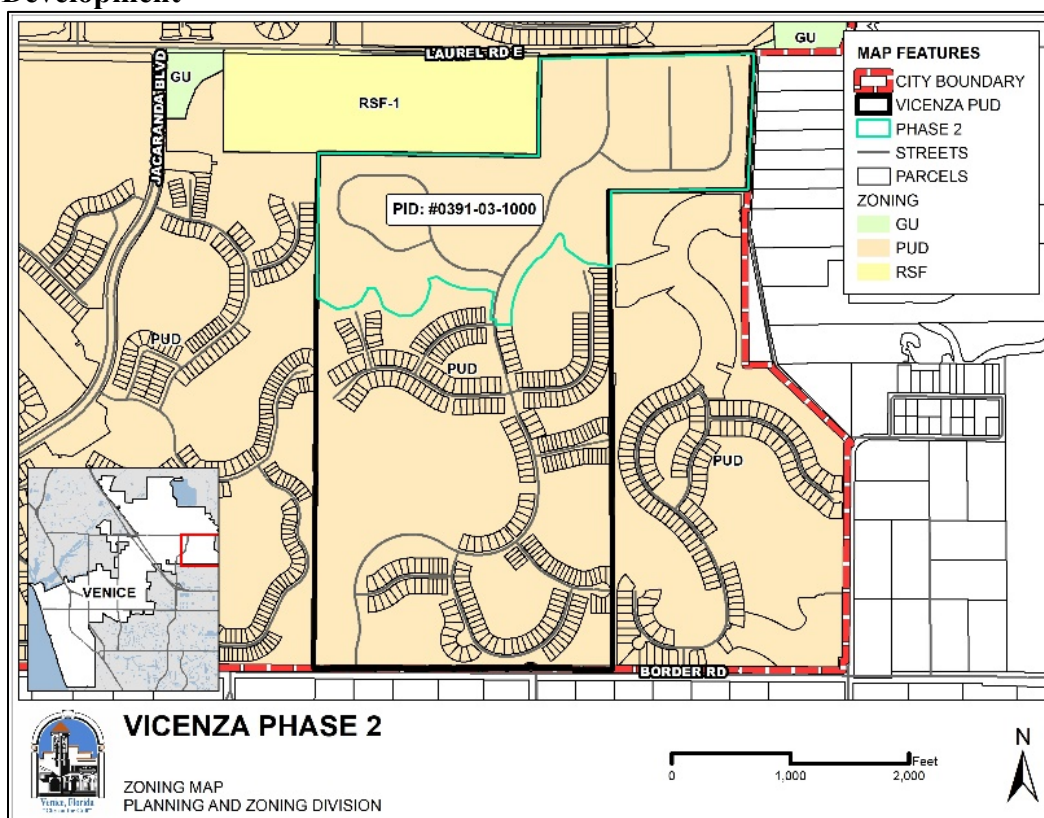 Development
LAUREL RD E
GU
GU
JACARANDA BLVD
RSF-1
MAP FEATURES
CITY BOUNDARY
VICENZA PUD
PHASE 2
STREETS
PARCELS
ZONING
GU
PUD
RSF
PID: #0391-03-1000
PUD
PUD
PUD
VENICE
BORDER RD
VICENZA PHASE 2
ZONING MAP
PLANNING AND ZONING DIVISION
Venice, Florida
0 1,000 2,000
Feet
N